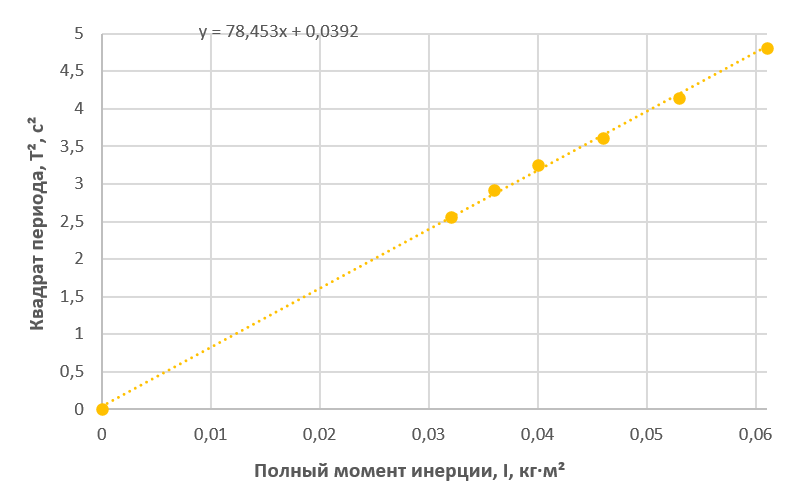 y = 78,453x + 0,0392
5
4,5
4
3,5
3
2,5
2
1,5
1
0,5
0
Квадрат периода, T², с²
0 0,01 0,02 0,03 0,04 0,05 0,06
Полный момент инерции, I, кг·м²